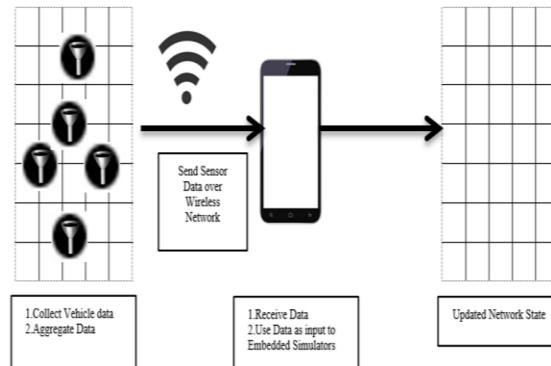 Send Sensor
Data over
Wireless
Network
1.Collect Vehicle data
2.Aggregate Data
1.Receive Data
2.Use Data as input to
Embedded Simulators
Updated Network State